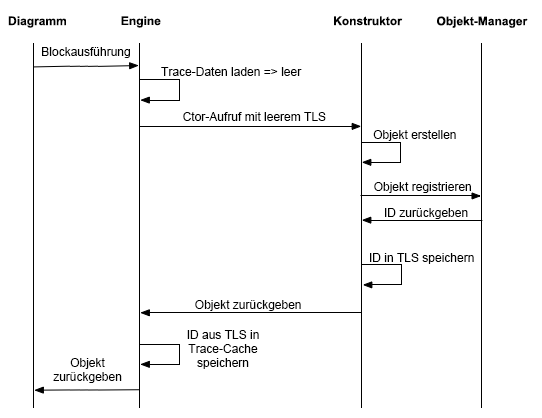 Diagramm Engine Konstruktor Objekt-Manager
Blockausführung
Trace-Daten laden => leer
Ctor-Aufruf mit leerem TLS
Objekt erstellen
Objekt registrieren
ID zurückgeben
ID in TLS speichern
Objekt zurückgeben
ID aus TLS in
Trace-Cache
speichern
Objekt
zurückgeben